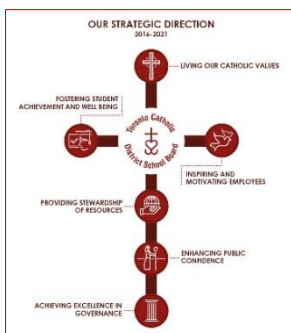 OUR STRATEGIC DIRECTION
2016-2021
LIVING OUR CATHOLIC VALUES
FOSTERING STUDENT
ACHIEVEMENT AND WELL BEING
Toronto Catholic
District School Board
INSPIRING AND
MOTIVATING EMPLOYEES
PROVIDING STEWARDSHIP
OF RESOURCES
ENHANCING PUBLIC
CONFIDENCE
ACHIEVING EXCELLENCE IN
GOVERNANCE